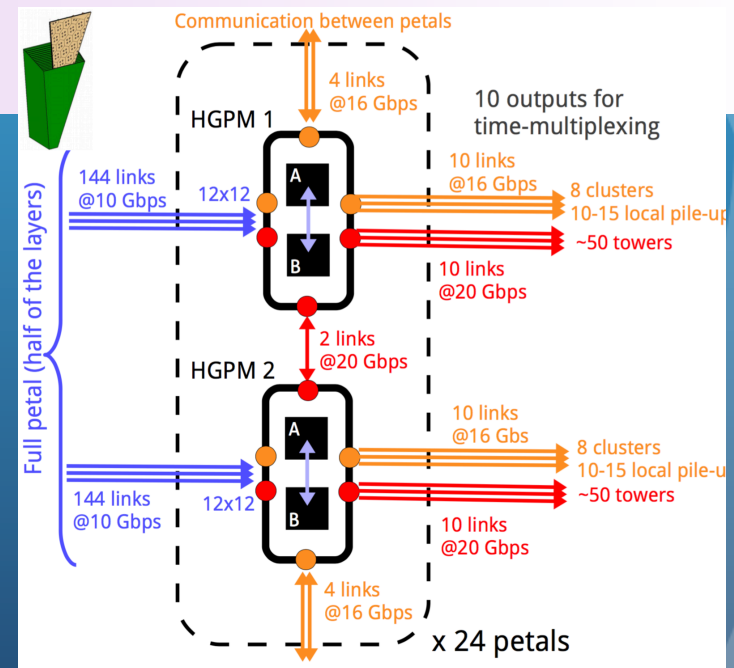 Communication between petals
4 links
@16 Gbps
HGPM 1
10 outputs for
time-multiplexing
144 links
@10 Gbps
12x12
A
B
10 links
@16 Gbps
8 clusters
10-15 local pile-up
~50 towers
10 links
@20 Gbps
Full petal (half of the layers)
2 links
@20 Gbps
HGPM 2
144 links
@10 Gbps
12x12
A
B
10 links
@16 Gbs
8 clusters
10-15 local pile-u
~50 towers
10 links
@20 Gbps
4 links
@16 Gbps
x 24 petals